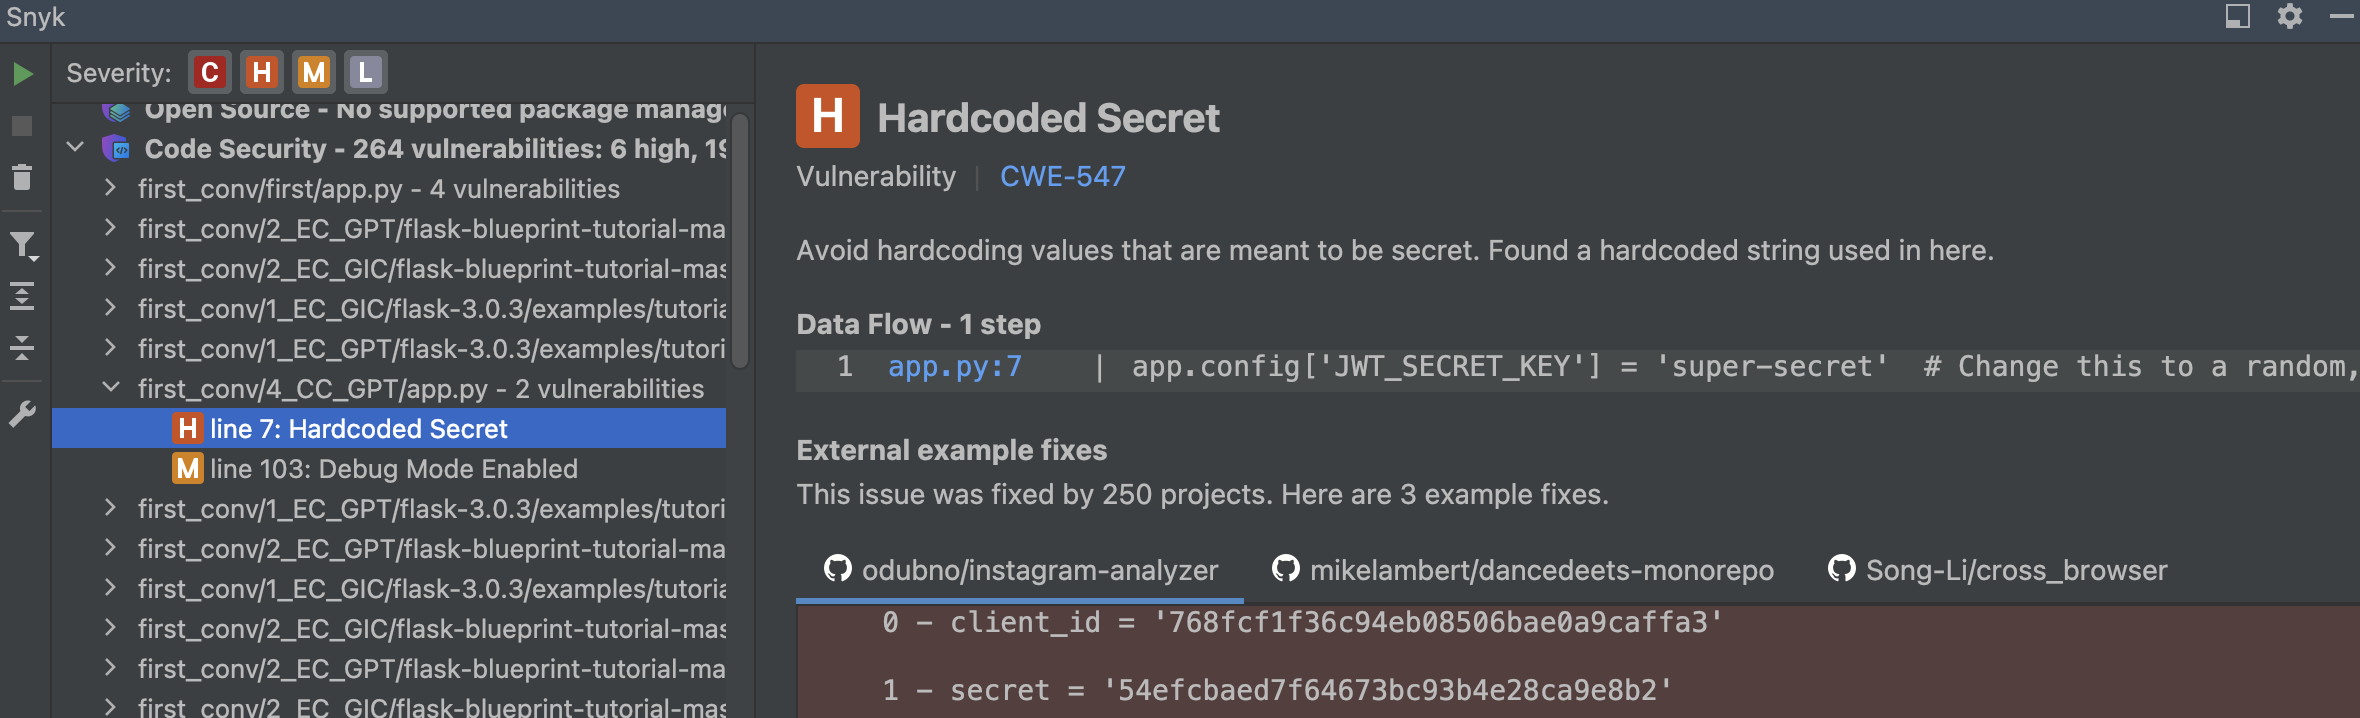 Snyk
Severity: C H M L
Open Source - No supported package manag
Code Security - 264 vulnerabilities: 6 high, 19
first_conv/first/app.py - 4 vulnerabilities
first_conv/2_EC_GPT/flask-blueprint-tutorial-ma
first_conv/2_EC_GIC/flask-blueprint-tutorial-mas
first_conv/1_EC_GIC/flask-3.0.3/examples/tutoria
first_conv/1_EC_GPT/flask-3.0.3/examples/tutori
first_conv/4_CC_GPT/app.py - 2 vulnerabilities
H line 7: Hardcoded Secret
M line 103: Debug Mode Enabled
first_conv/1_EC_GPT/flask-3.0.3/examples/tutori
first_conv/2_EC_GPT/flask-blueprint-tutorial-ma
first_conv/1_EC_GIC/flask-3.0.3/examples/tutoria
first_conv/2_EC_GIC/flask-blueprint-tutorial-mas
first_conv/2_EC_GPT/flask-blueprint-tutorial-ma
first_conv/2_EC_GIC/flask-blueprint-tutorial-mas
H Hardcoded Secret
Vulnerability | CWE-547
Avoid hardcoding values that are meant to be secret. Found a hardcoded string used in here.
Data Flow - 1 step
1 app.py:7 | app.config['JWT_SECRET_KEY'] = 'super-secret' # Change this to a random,
External example fixes
This issue was fixed by 250 projects. Here are 3 example fixes.
odubno/instagram-analyzer mikelambert/dancedeets-monorepo Song-Li/cross_browser
0 - client_id = '768fcf1f36c94eb08506bae0a9caffa3'
1 - secret = '54efcbaed7f64673bc93b4e28ca9e8b2'